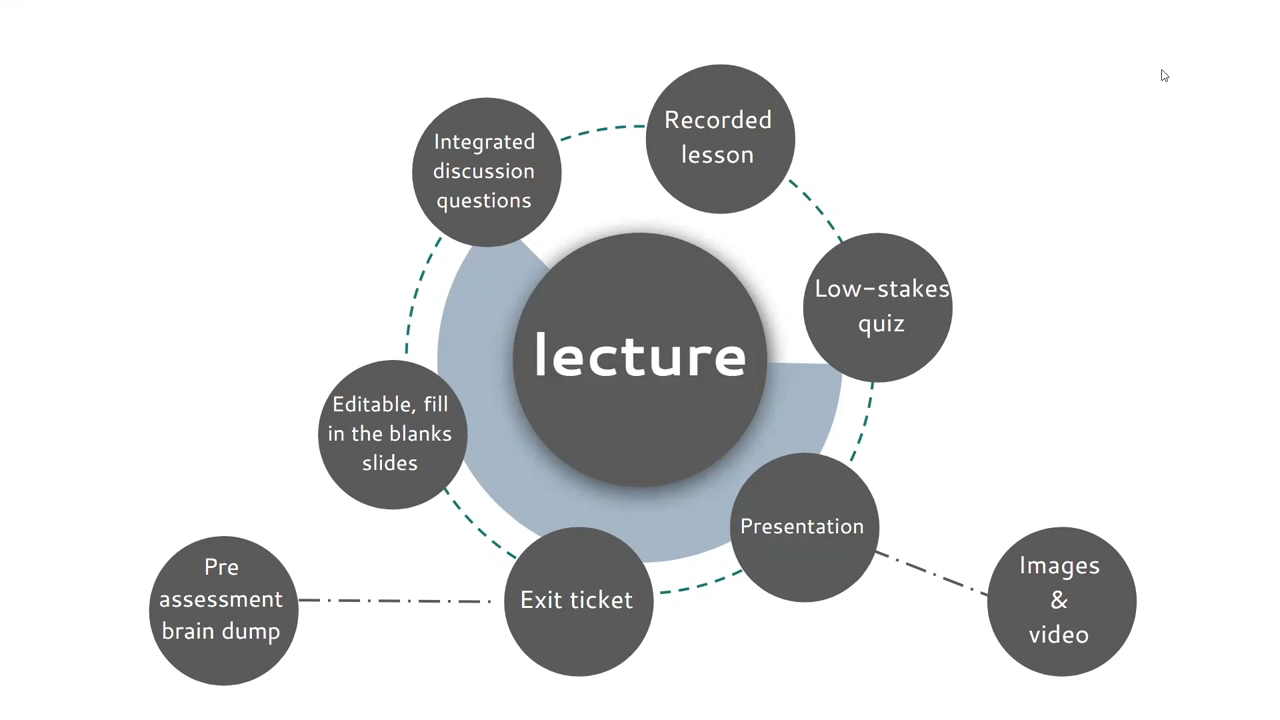 Recorded
lesson
Integrated
discussion
questions
Low-stakes
quiz
lecture
Editable, fill
in the blanks
slides
Presentation
Exit ticket
Pre
assessment
brain dump
Images
&
video